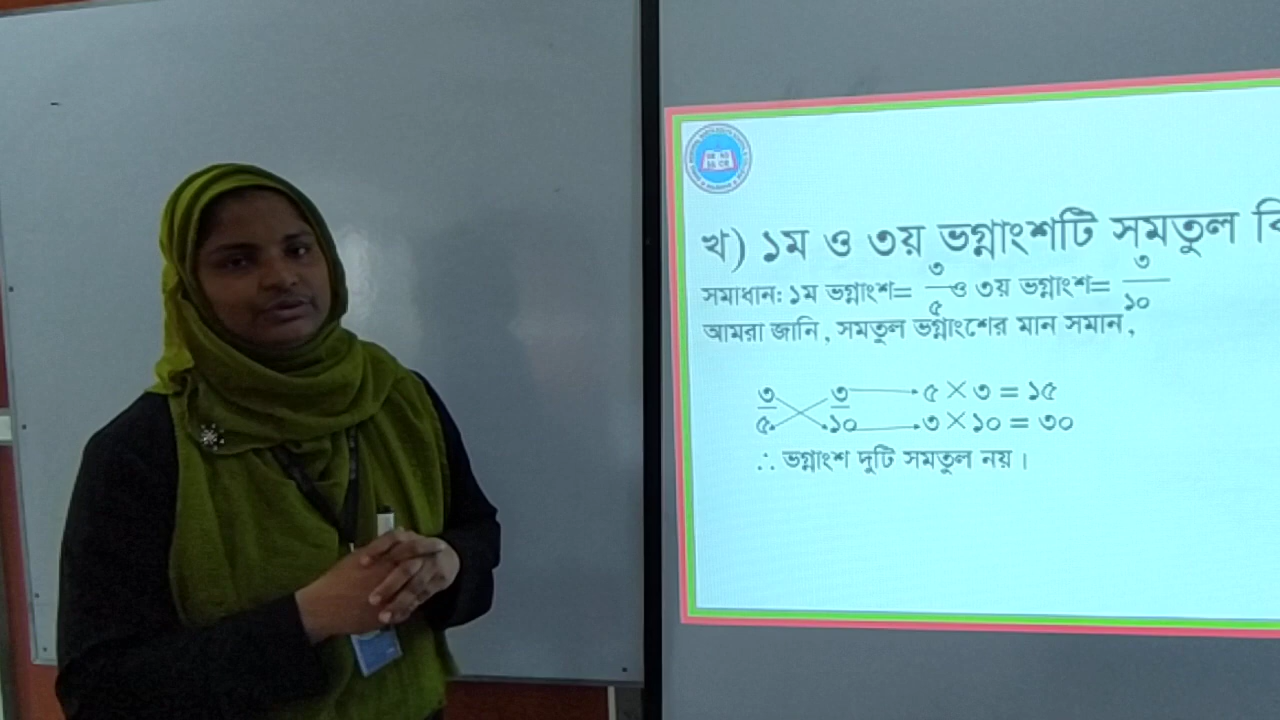 খ) ১ম ও ৩য় ভগ্নাংশটি সমতুল
সমাধান: ১ম ভগ্নাংশ= ৩/৫ ও ৩য় ভগ্নাংশ= ৩/১০
আমরা জানি, সমতুল ভগ্নাংশের মান সমান,
৩/৫ ৩/১০ → ৫ × ৩ = ১৫
→ ৩ × ১০ = ৩০
∴ ভগ্নাংশ দুটি সমতুল নয়।